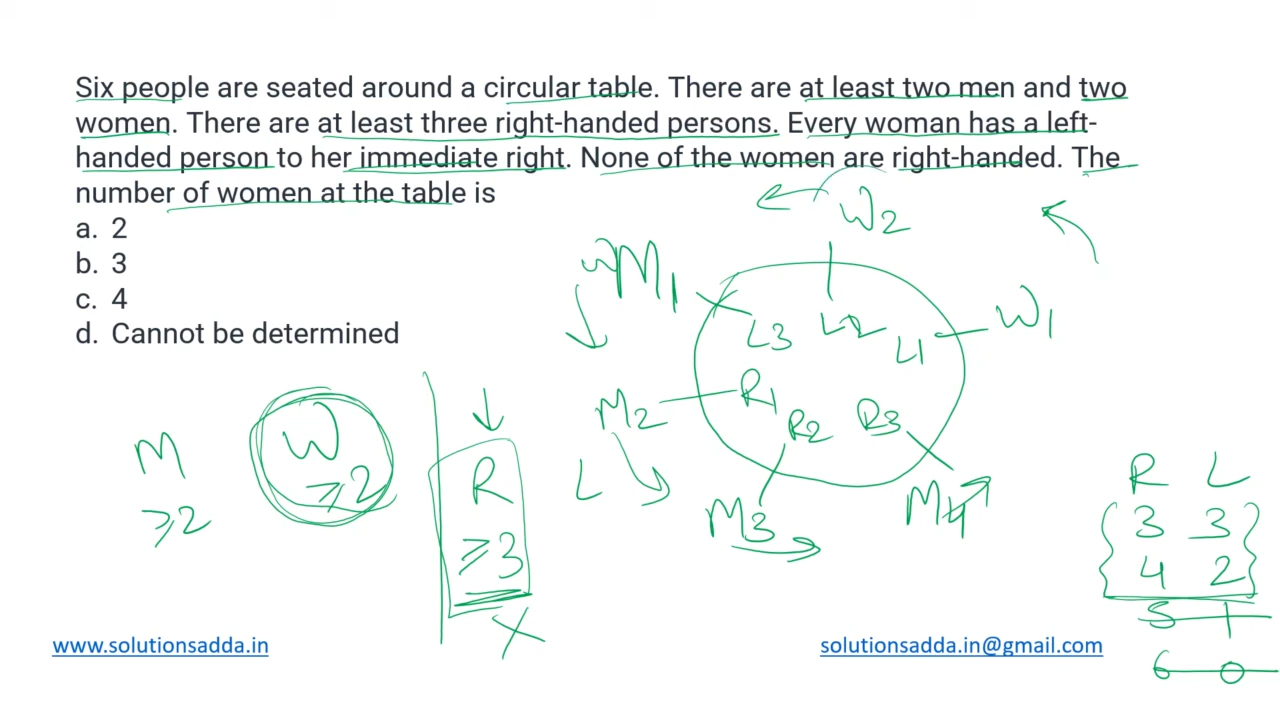 Six people are seated around a circular table. There are at least two men and two
women. There are at least three right-handed persons. Every woman has a left-
handed person to her immediate right. None of the women are right-handed. The
number of women at the table is
a. 2
b. 3
c. 4
d. Cannot be determined
W2
M1
W1
L3 L2 L1
M2 R1
R2 R3
M3 M4
M W R L
≥2 ≥2 ≥3
R L
3 3
4 2
5 1
6 0
www.solutionsadda.in
solutionsadda.in@gmail.com